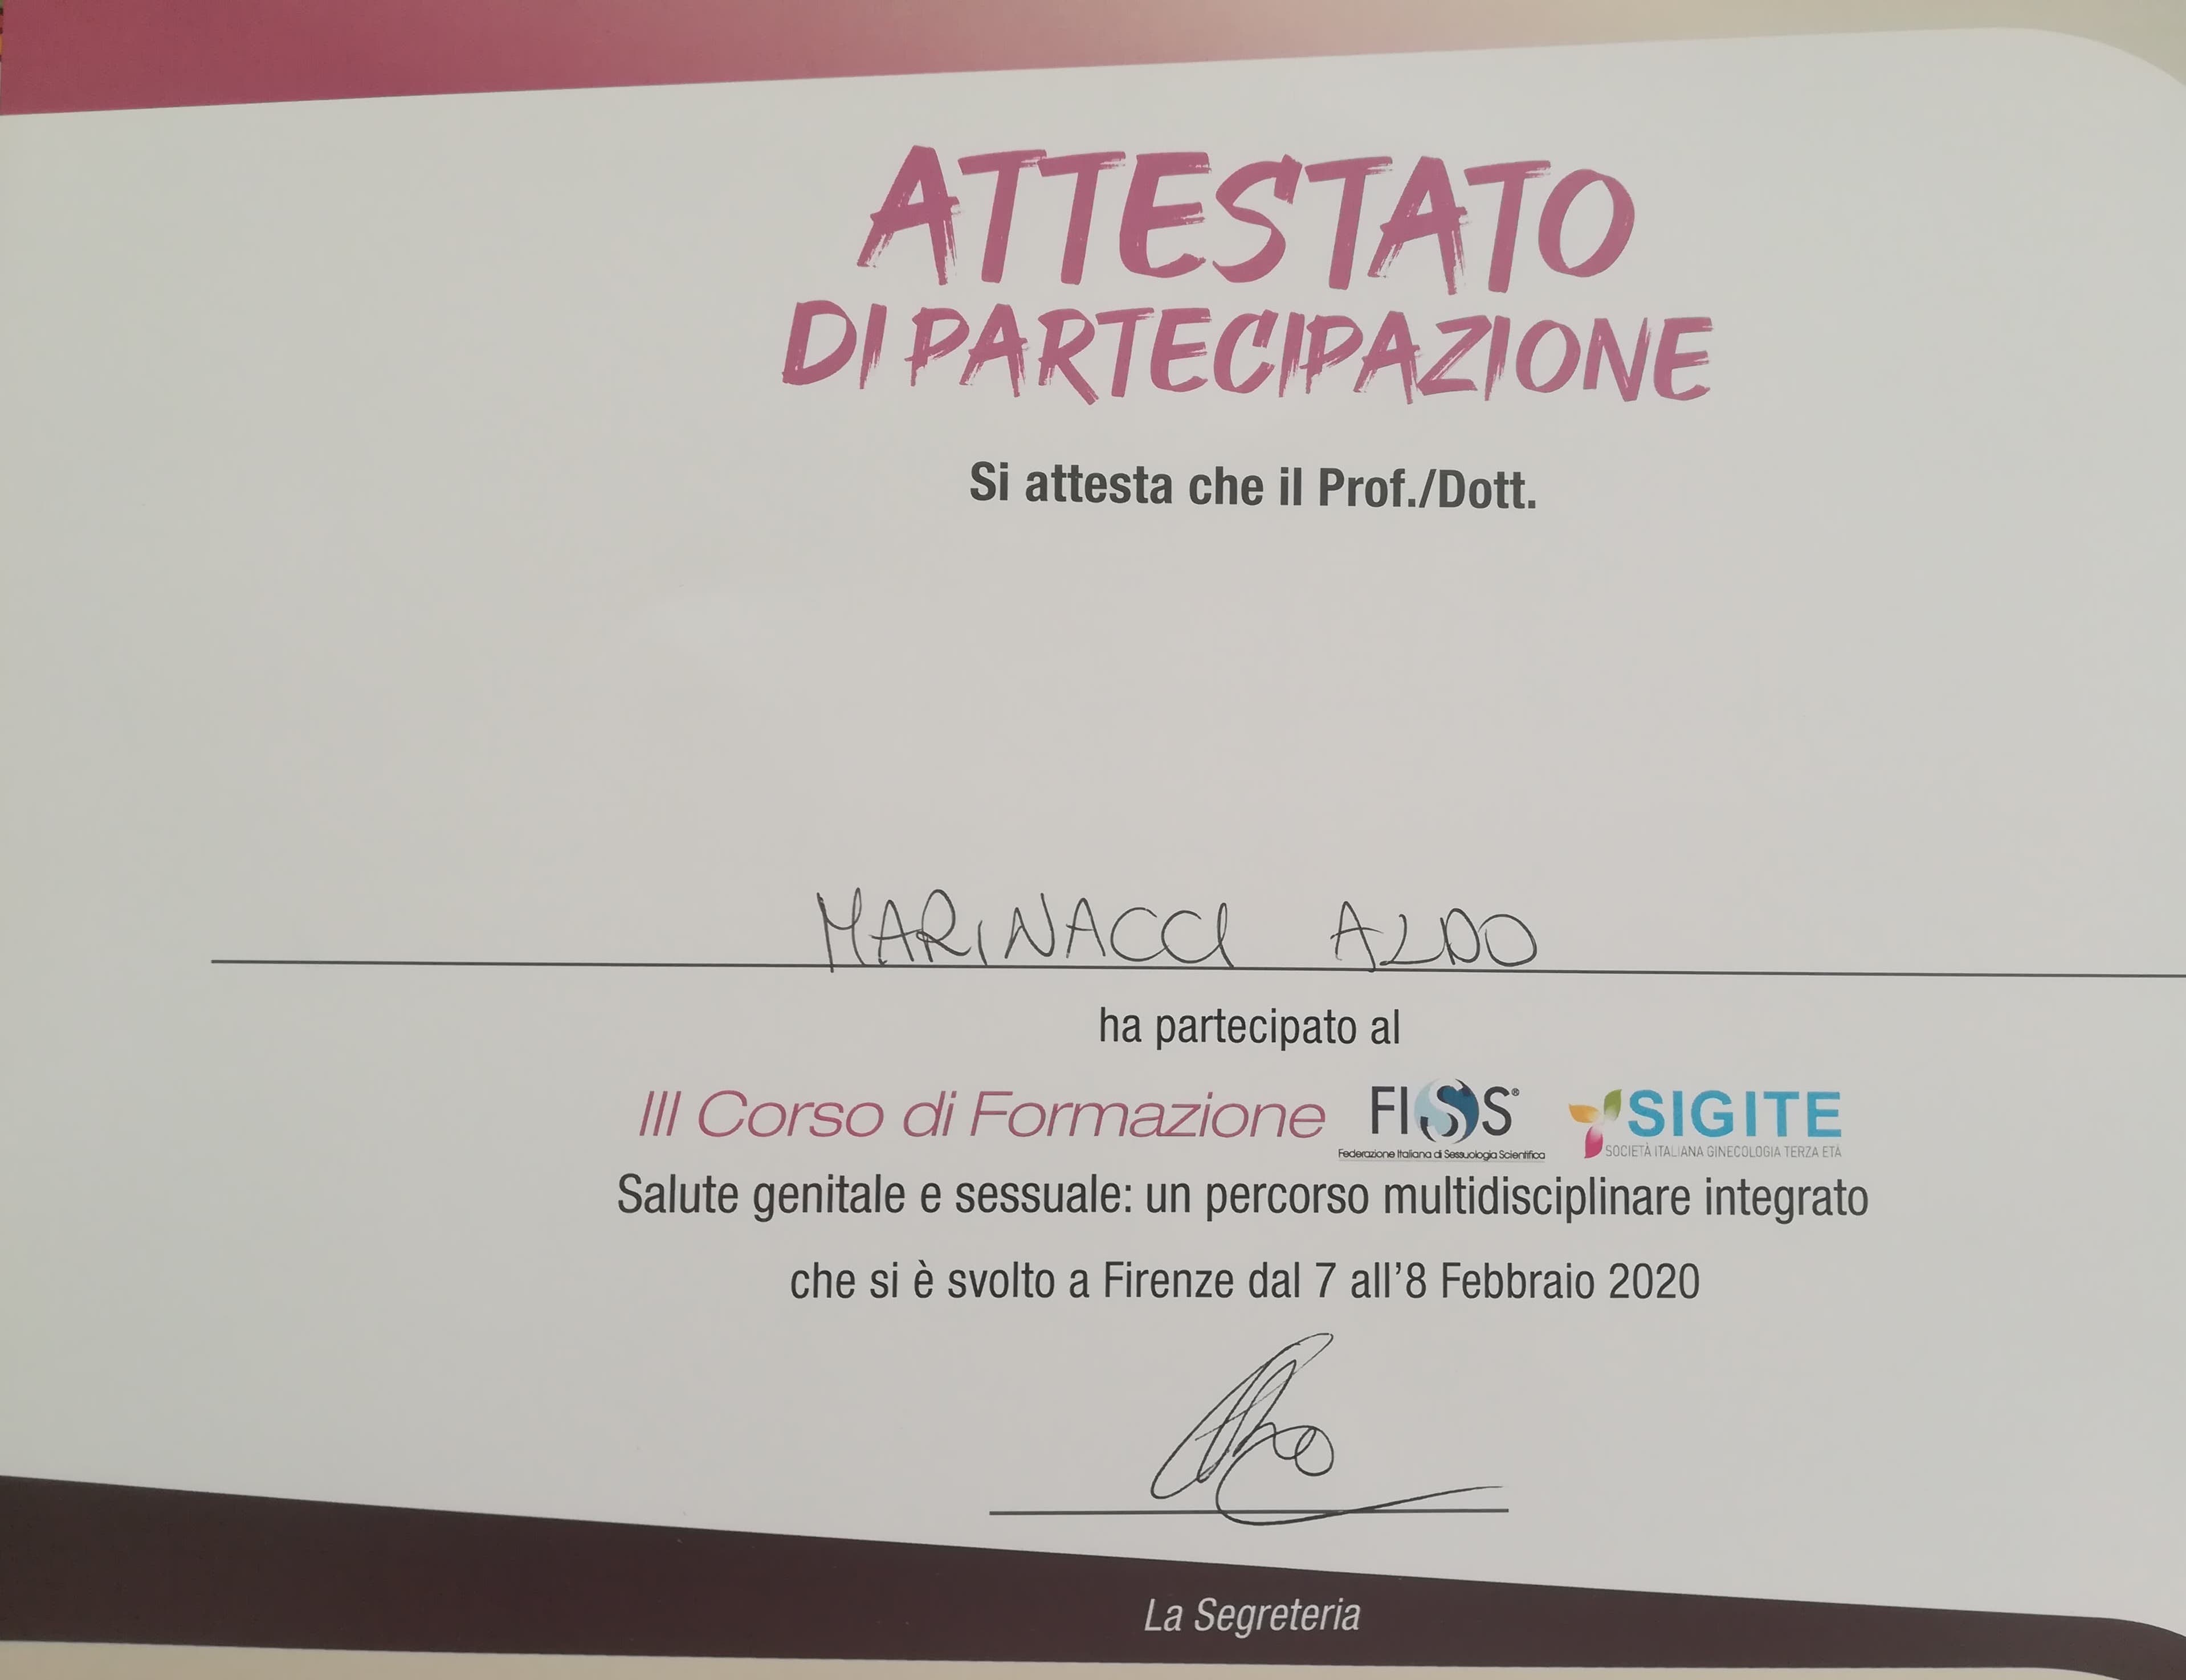 ATTESTATO
DI PARTECIPAZIONE
Si attesta che il Prof./Dott.
MARINACCI ALDO
ha partecipato al
III Corso di Formazione FISS® SIGITE
Federazione Italiana di Sessuologia Scientifica SOCIETÀ ITALIANA GINECOLOGIA TERZA ETÀ
Salute genitale e sessuale: un percorso multidisciplinare integrato
che si è svolto a Firenze dal 7 all'8 Febbraio 2020
La Segreteria